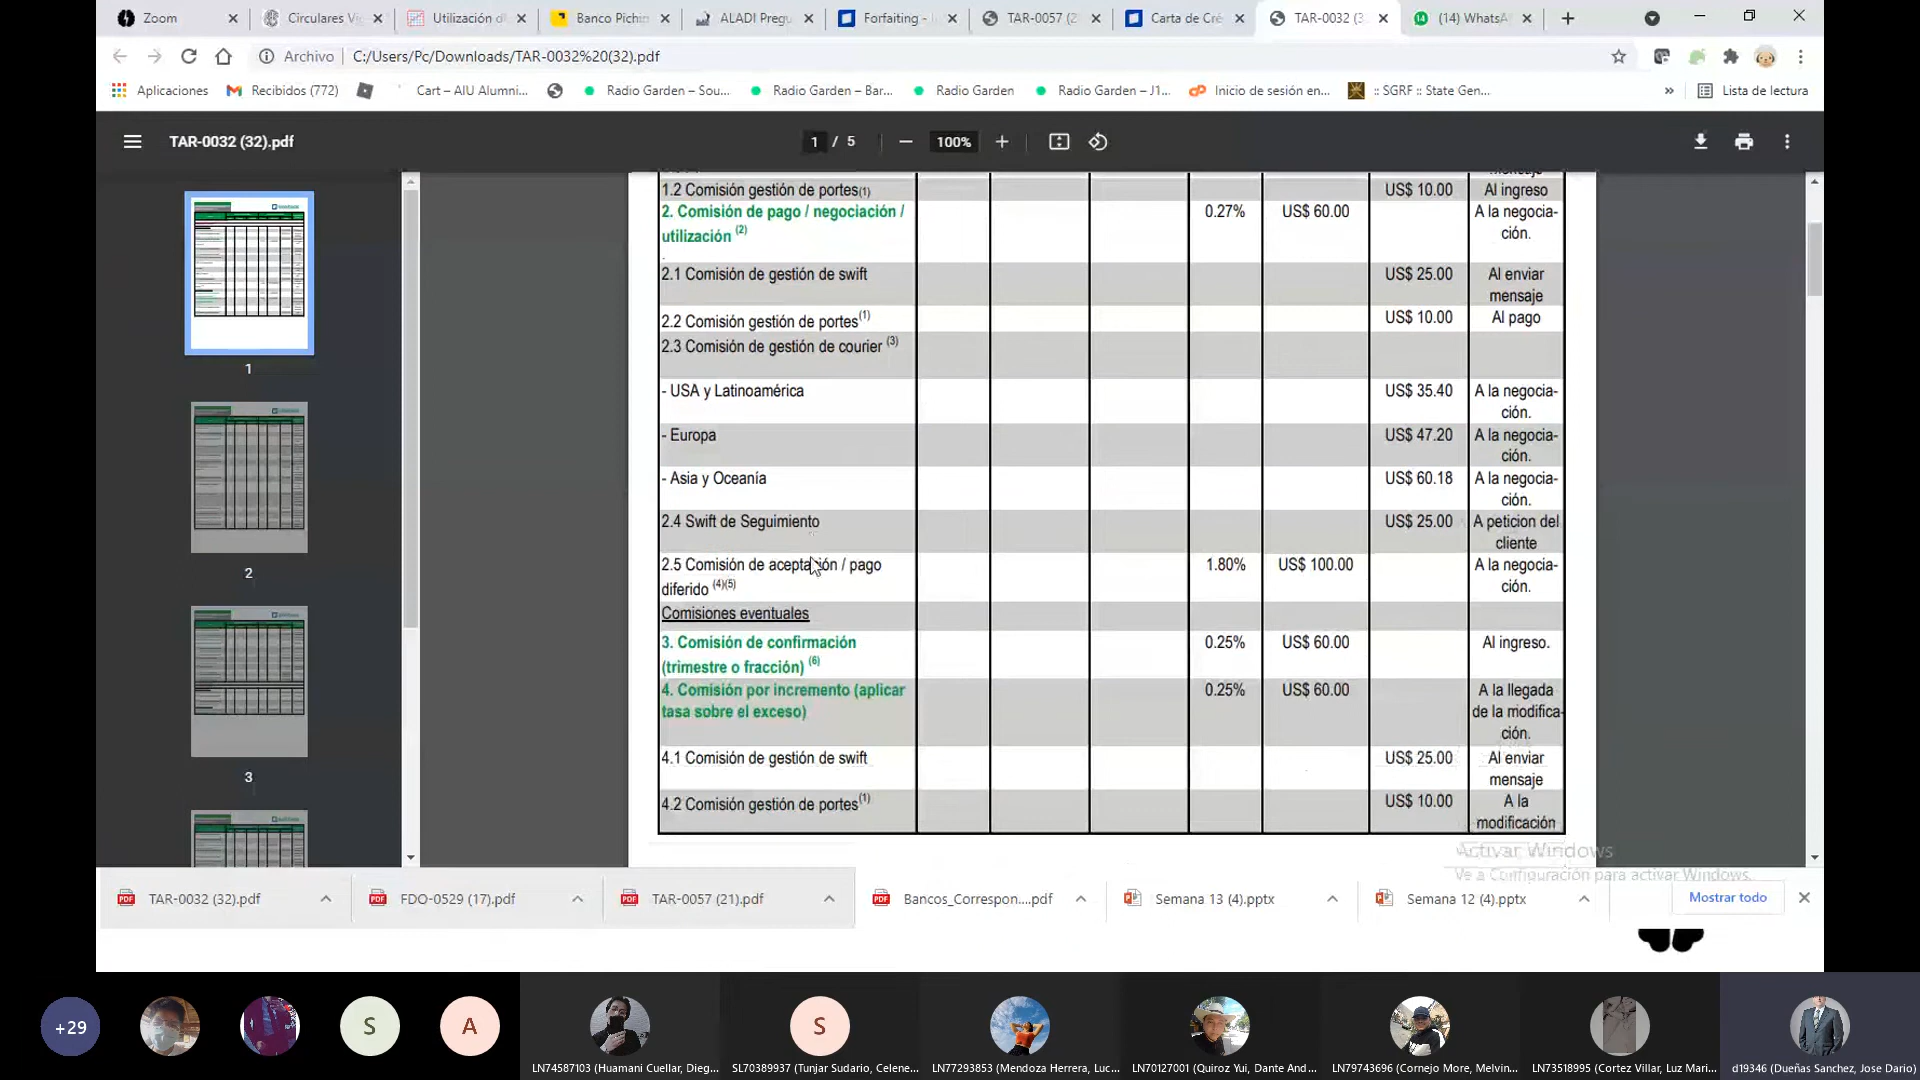 Zoom
Circulares Vi
Utilización d
Banco Pichin
ALADI Pregu
Forfaiting - I
TAR-0057 (2
Carta de Cré
TAR-0032 (3
(14) WhatsA
Archivo
C:/Users/Pc/Downloads/TAR-0032%20(32).pdf
Aplicaciones
Recibidos (772)
Cart – AIU Alumni...
Radio Garden – Sou...
Radio Garden – Bar...
Radio Garden
Radio Garden – J1...
Inicio de sesión en...
:: SGRF :: State Gen...
»
Lista de lectura
TAR-0032 (32).pdf
1 / 5
100%
1
2
3
1.2 Comisión gestión de portes(1)
US$ 10.00
Al ingreso
2. Comisión de pago / negociación /
utilización (2)
0.27%
US$ 60.00
A la negocia-
ción.
2.1 Comisión de gestión de swift
US$ 25.00
Al enviar
mensaje
2.2 Comisión gestión de portes(1)
US$ 10.00
Al pago
2.3 Comisión de gestión de courier (3)
- USA y Latinoamérica
US$ 35.40
A la negocia-
ción.
- Europa
US$ 47.20
A la negocia-
ción.
- Asia y Oceanía
US$ 60.18
A la negocia-
ción.
2.4 Swift de Seguimiento
US$ 25.00
A peticion del
cliente
2.5 Comisión de aceptación / pago
diferido (4)(5)
1.80%
US$ 100.00
A la negocia-
ción.
Comisiones eventuales
3. Comisión de confirmación
(trimestre o fracción) (6)
0.25%
US$ 60.00
Al ingreso.
4. Comisión por incremento (aplicar
tasa sobre el exceso)
0.25%
US$ 60.00
A la llegada
de la modifica-
ción.
4.1 Comisión de gestión de swift
US$ 25.00
Al enviar
mensaje
4.2 Comisión gestión de portes(1)
US$ 10.00
A la
modificación
Activar Windows
Ve a Configuración para activar Windows.
TAR-0032 (32).pdf
FDO-0529 (17).pdf
TAR-0057 (21).pdf
Bancos_Correspon....pdf
Semana 13 (4).pptx
Semana 12 (4).pptx
Mostrar todo
+29
S
A
S
LN74587103 (Huamani Cuellar, Dieg...
SL70389937 (Tunjar Sudario, Celene...
LN77293853 (Mendoza Herrera, Luc...
LN70127001 (Quiroz Yui, Dante And...
LN79743696 (Cornejo More, Melvin...
LN73518995 (Cortez Villar, Luz Mari...
d19346 (Dueñas Sanchez, Jose Dario)